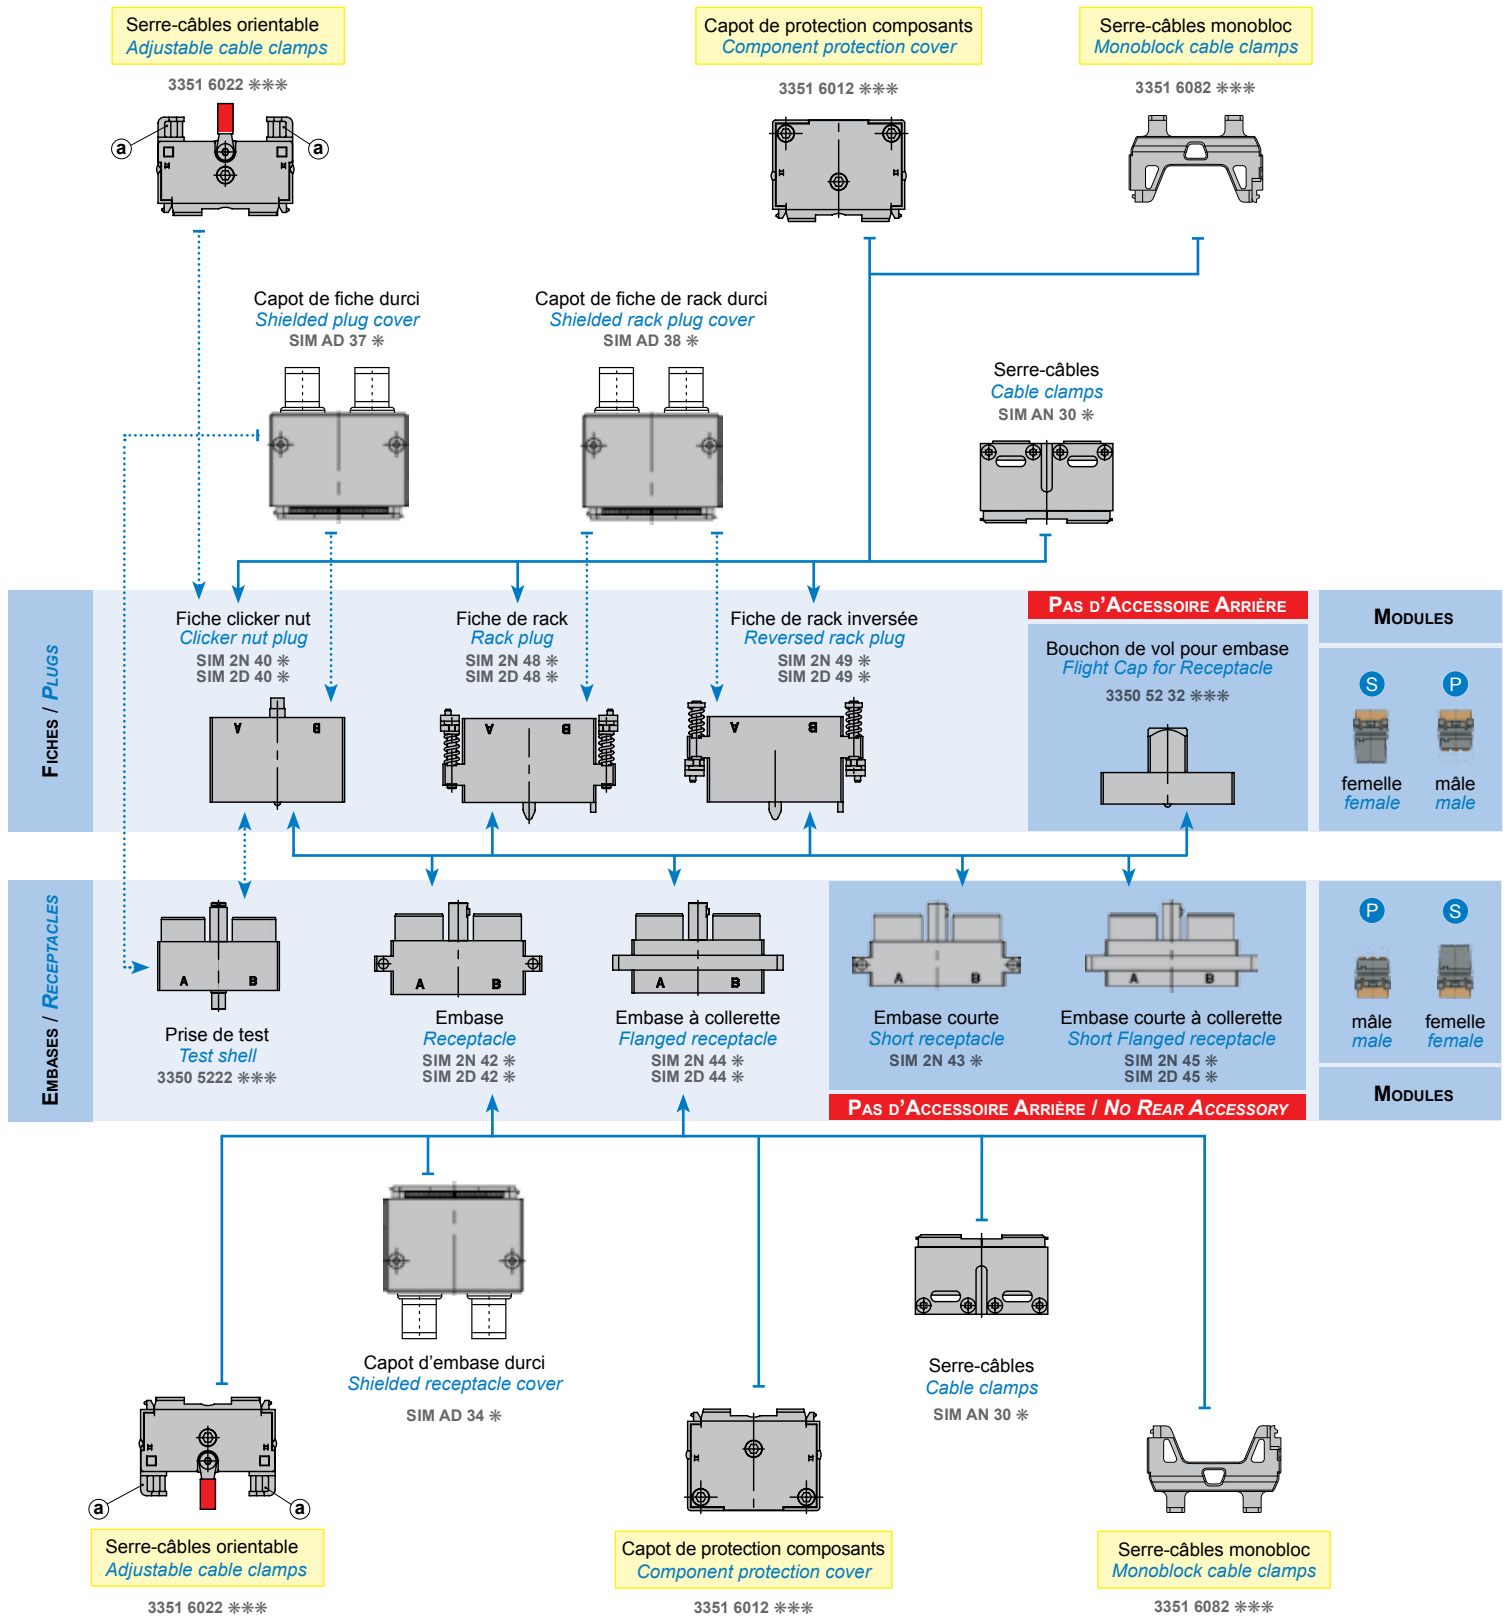 Serre-câbles orientable
Adjustable cable clamps
3351 6022 ❋❋❋
a
a
Capot de protection composants
Component protection cover
3351 6012 ❋❋❋
Serre-câbles monobloc
Monoblock cable clamps
3351 6082 ❋❋❋
Capot de fiche durci
Shielded plug cover
SIM AD 37 ❋
Capot de fiche de rack durci
Shielded rack plug cover
SIM AD 38 ❋
Serre-câbles
Cable clamps
SIM AN 30 ❋
FICHES / PLUGS
Fiche clicker nut
Clicker nut plug
SIM 2N 40 ❋
SIM 2D 40 ❋
A B
Fiche de rack
Rack plug
SIM 2N 48 ❋
SIM 2D 48 ❋
A B
Fiche de rack inversée
Reversed rack plug
SIM 2N 49 ❋
SIM 2D 49 ❋
A B
PAS D'ACCESSOIRE ARRIÈRE
Bouchon de vol pour embase
Flight Cap for Receptacle
3350 52 32 ❋❋❋
MODULES
S P
femelle mâle
female male
EMBASES / RECEPTACLES
A B
Prise de test
Test shell
3350 5222 ❋❋❋
A B
Embase
Receptacle
SIM 2N 42 ❋
SIM 2D 42 ❋
A B
Embase à collerette
Flanged receptacle
SIM 2N 44 ❋
SIM 2D 44 ❋
A B
Embase courte
Short receptacle
SIM 2N 43 ❋
A B
Embase courte à collerette
Short Flanged receptacle
SIM 2N 45 ❋
SIM 2D 45 ❋
PAS D'ACCESSOIRE ARRIÈRE / NO REAR ACCESSORY
P S
mâle femelle
male female
MODULES
Capot d'embase durci
Shielded receptacle cover
SIM AD 34 ❋
Serre-câbles
Cable clamps
SIM AN 30 ❋
a
a
Serre-câbles orientable
Adjustable cable clamps
3351 6022 ❋❋❋
Capot de protection composants
Component protection cover
3351 6012 ❋❋❋
Serre-câbles monobloc
Monoblock cable clamps
3351 6082 ❋❋❋